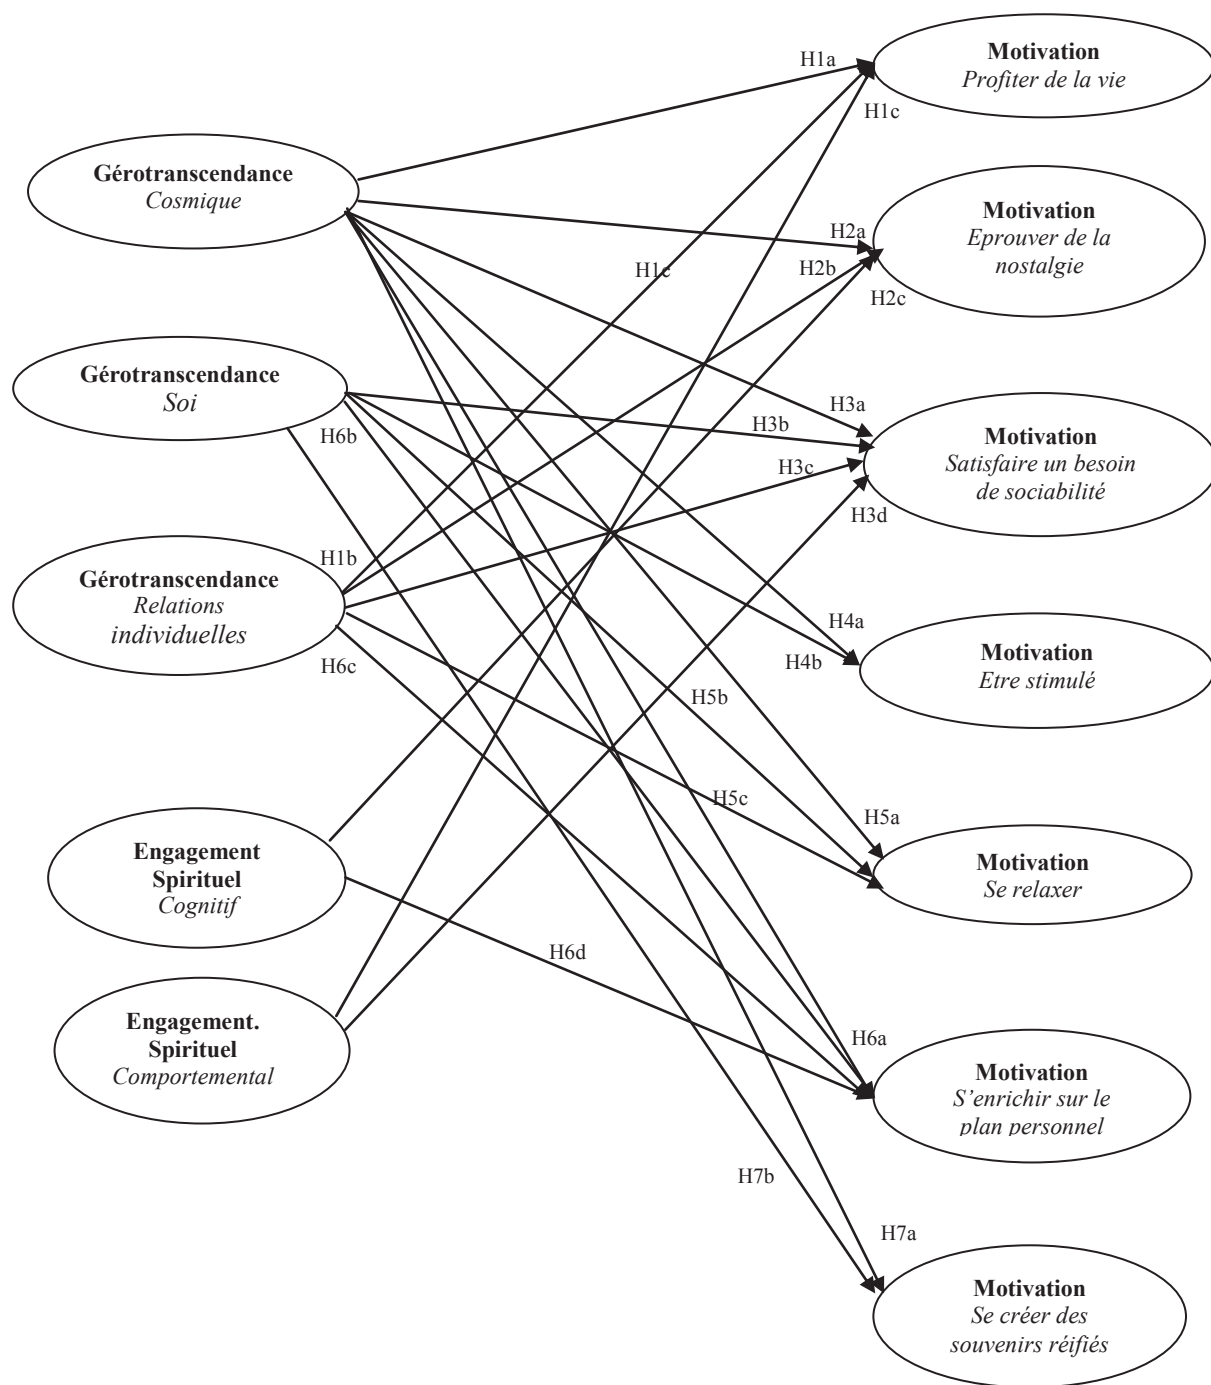 H1a
Motivation
Profiter de la vie
H1c
Gérotranscendance
Cosmique
Motivation
Eprouver de la
nostalgie
H2a
H1c
H2b
H2c
Gérotranscendance
Soi
H6b
H3a
H3b
H3c
H3d
Motivation
Satisfaire un besoin
de sociabilité
H1b
Gérotranscendance
Relations
individuelles
H6c
H4a
H4b
Motivation
Etre stimulé
H5b
H5c
H5a
Engagement
Spirituel
Cognitif
Motivation
Se relaxer
H6d
Engagement.
Spirituel
Comportemental
H6a
Motivation
S'enrichir sur le
plan personnel
H7b
H7a
Motivation
Se créer des
souvenirs réifiés